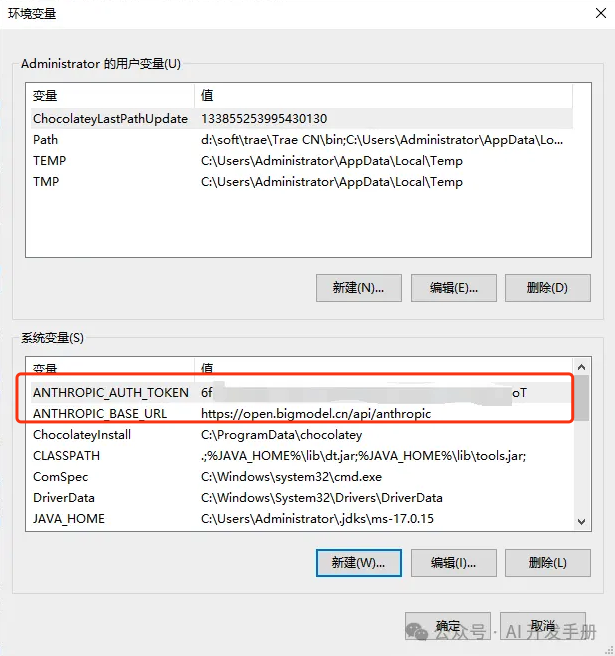 环境变量
Administrator 的用户变量(U)
变量 值
ChocolateyLastPathUpdate 133855253995430130
Path d:\soft\trae\Trae CN\bin;C:\Users\Administrator\AppData\Lo...
TEMP C:\Users\Administrator\AppData\Local\Temp
TMP C:\Users\Administrator\AppData\Local\Temp
新建(N)... 编辑(E)... 删除(D)
系统变量(S)
变量 值
ANTHROPIC_AUTH_TOKEN 6f oT
ANTHROPIC_BASE_URL https://open.bigmodel.cn/api/anthropic
ChocolateyInstall C:\ProgramData\chocolatey
CLASSPATH .;%JAVA_HOME%\lib\dt.jar;%JAVA_HOME%\lib\tools.jar;
ComSpec C:\Windows\system32\cmd.exe
DriverData C:\Windows\System32\Drivers\DriverData
JAVA_HOME C:\Users\Administrator\.jdks\ms-17.0.15
新建(W)... 编辑(I)... 删除(L)
确定 取消
公众号 · AI 开发手册